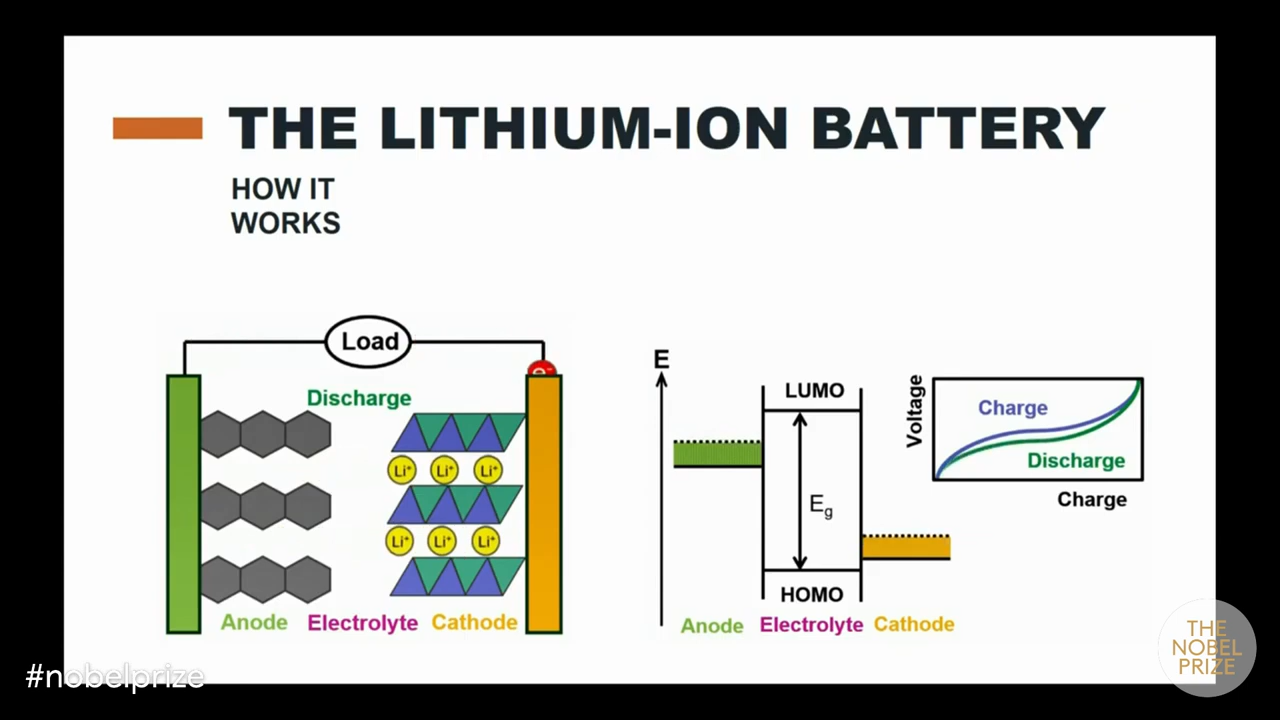 THE LITHIUM-ION BATTERY
HOW IT
WORKS
Load
e⁻
Discharge
Li⁺ Li⁺ Li⁺
Li⁺ Li⁺ Li⁺
Anode Electrolyte Cathode
E
LUMO
Eg
HOMO
Anode Electrolyte Cathode
Voltage
Charge
Discharge
Charge
THE
NOBEL
PRIZE
#nobelprize